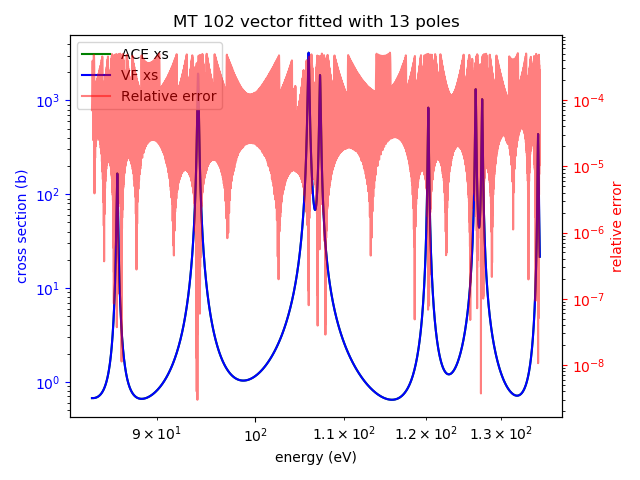 MT 102 vector fitted with 13 poles
ACE xs
VF xs
Relative error
cross section (b)
10³
10²
10¹
10⁰
10⁻⁴
10⁻⁵
10⁻⁶
10⁻⁷
10⁻⁸
relative error
9 × 10¹
10²
1.1 × 10²
1.2 × 10²
1.3 × 10²
energy (eV)